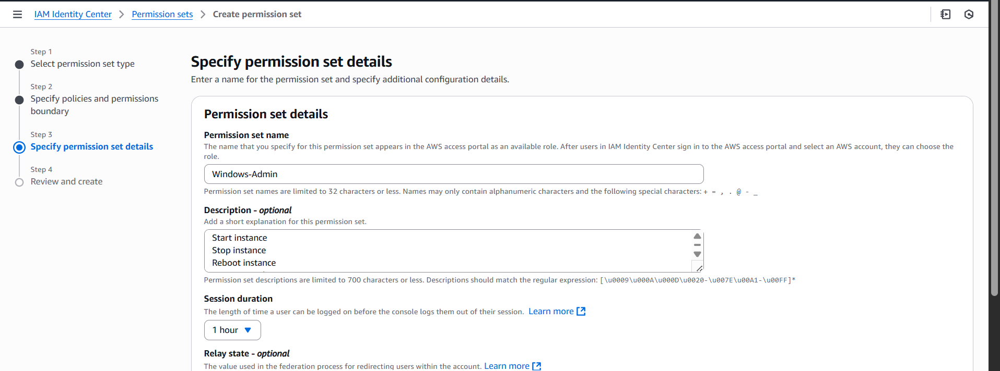 IAM Identity Center > Permission sets > Create permission set
Step 1
Select permission set type
Step 2
Specify policies and permissions
boundary
Step 3
Specify permission set details
Step 4
Review and create
Specify permission set details
Enter a name for the permission set and specify additional configuration details.
Permission set details
Permission set name
The name that you specify for this permission set appears in the AWS access portal as an available role. After users in IAM Identity Center sign in to the AWS access portal and select an AWS account, they can choose the
role.
Windows-Admin
Permission set names are limited to 32 characters or less. Names may only contain alphanumeric characters and the following special characters: + = , . @ - _
Description - optional
Add a short explanation for this permission set.
Start instance
Stop instance
Reboot instance
Permission set descriptions are limited to 700 characters or less. Descriptions should match the regular expression: [\u0009\u000A\u000D\u0020-\u007E\u00A1-\u00FF]*
Session duration
The length of time a user can be logged on before the console logs them out of their session. Learn more
1 hour
Relay state - optional
The value used in the federation process for redirecting users within the account. Learn more